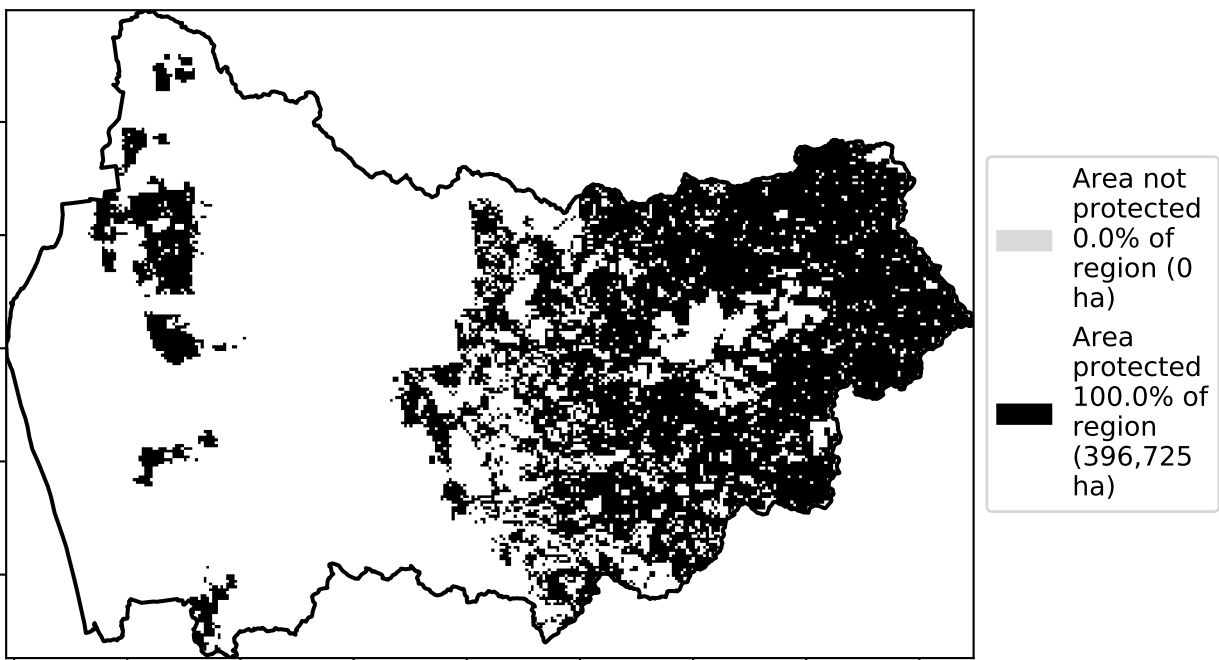 Area not
protected
0.0% of
region (0
ha)
Area
protected
100.0% of
region
(396,725
ha)